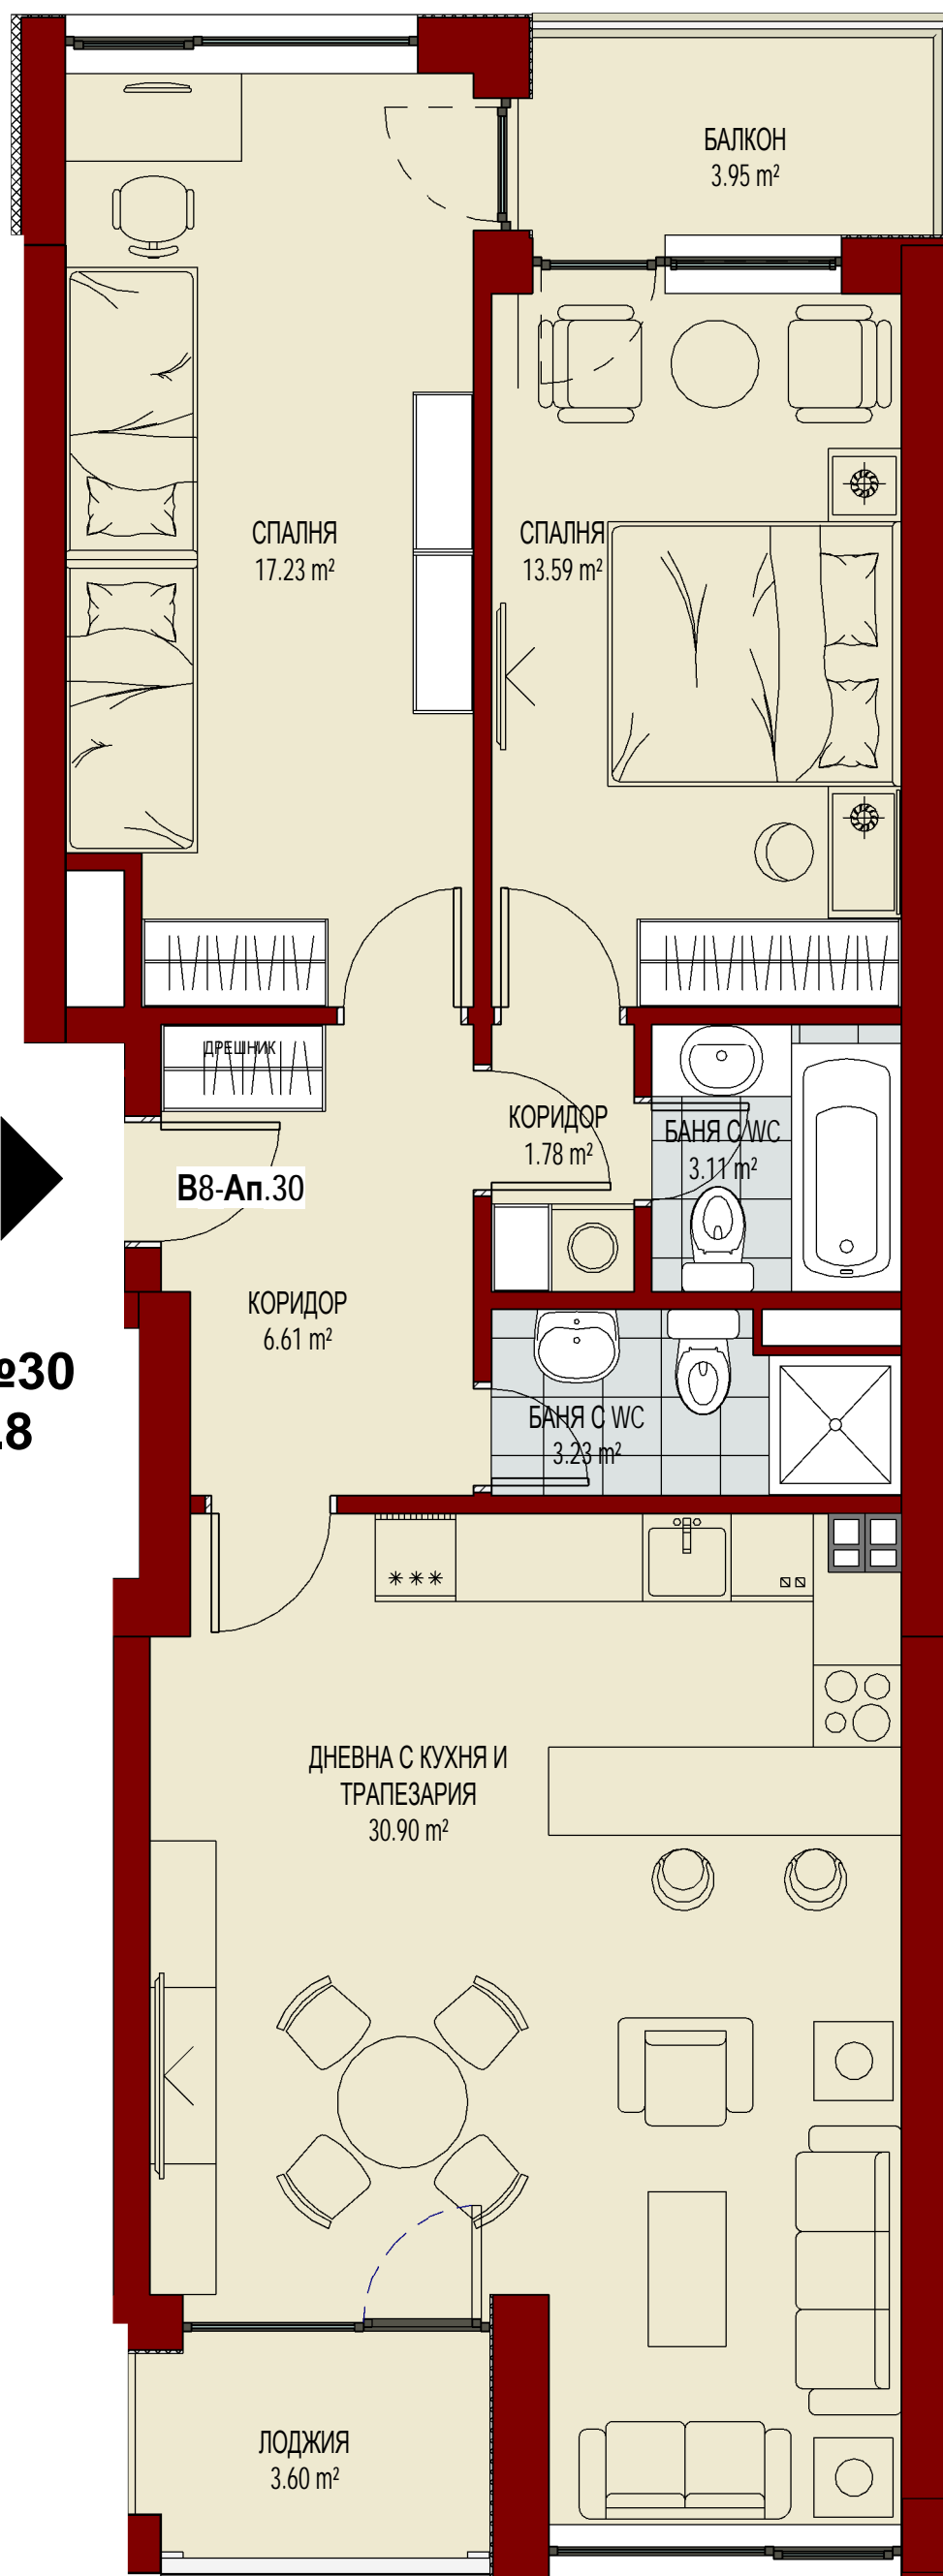 БАЛКОН
3.95 m²
СПАЛНЯ
17.23 m²
СПАЛНЯ
13.59 m²
ДРЕШНИК
КОРИДОР
1.78 m²
БАНЯ С WC
3.11 m²
В8-Ап.30
КОРИДОР
6.61 m²
№30
.8
БАНЯ С WC
3.23 m²
ДНЕВНА С КУХНЯ И
ТРАПЕЗАРИЯ
30.90 m²
ЛОДЖИЯ
3.60 m²